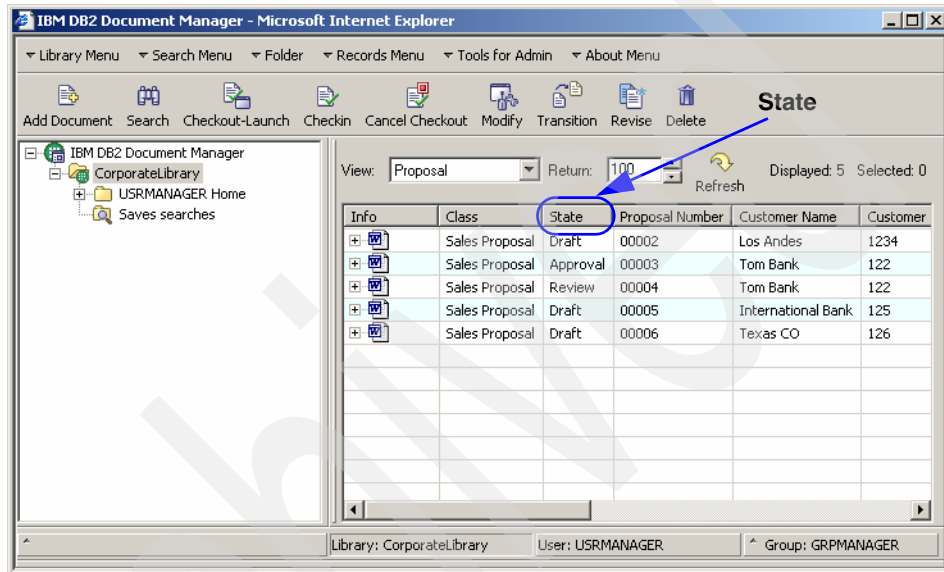 IBM DB2 Document Manager - Microsoft Internet Explorer
Library Menu Search Menu Folder Records Menu Tools for Admin About Menu
Add Document Search Checkout-Launch Checkin Cancel Checkout Modify Transition Revise Delete
State
IBM DB2 Document Manager
CorporateLibrary
USRMANAGER Home
Saves searches
View: Proposal Return: 100 Refresh Displayed: 5 Selected: 0
Info Class State Proposal Number Customer Name Customer
Sales Proposal Draft 00002 Los Andes 1234
Sales Proposal Approval 00003 Tom Bank 122
Sales Proposal Review 00004 Tom Bank 122
Sales Proposal Draft 00005 International Bank 125
Sales Proposal Draft 00006 Texas CO 126
Library: CorporateLibrary User: USRMANAGER Group: GRPMANAGER